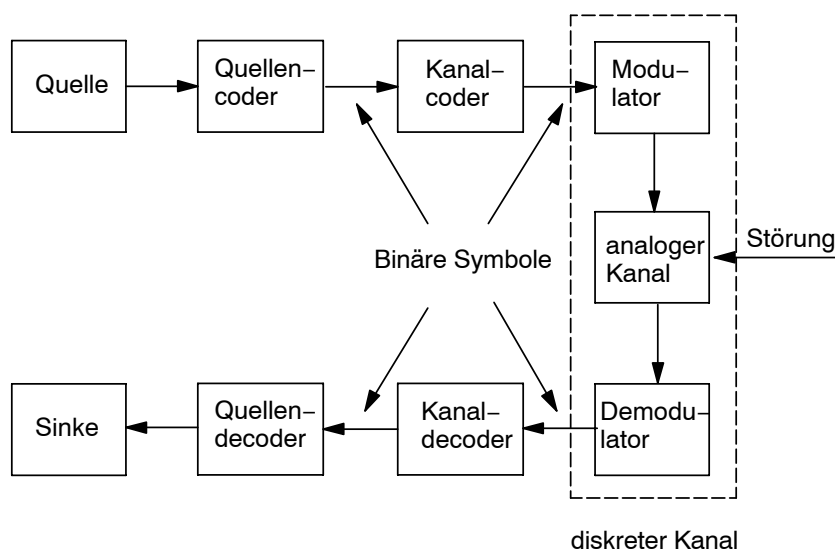 Quelle
Quellen–
coder
Kanal–
coder
Modu–
lator
analoger
Kanal
Störung
Binäre Symbole
Sinke
Quellen–
decoder
Kanal–
decoder
Demodu–
lator
diskreter Kanal